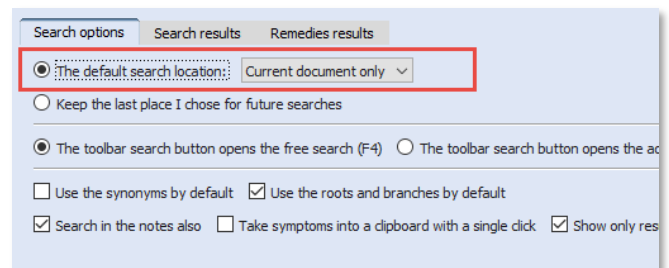 Search options Search results Remedies results
The default search location: Current document only
Keep the last place I chose for future searches
The toolbar search button opens the free search (F4) The toolbar search button opens the
Use the synonyms by default Use the roots and branches by default
Search in the notes also Take symptoms into a clipboard with a single click Show only